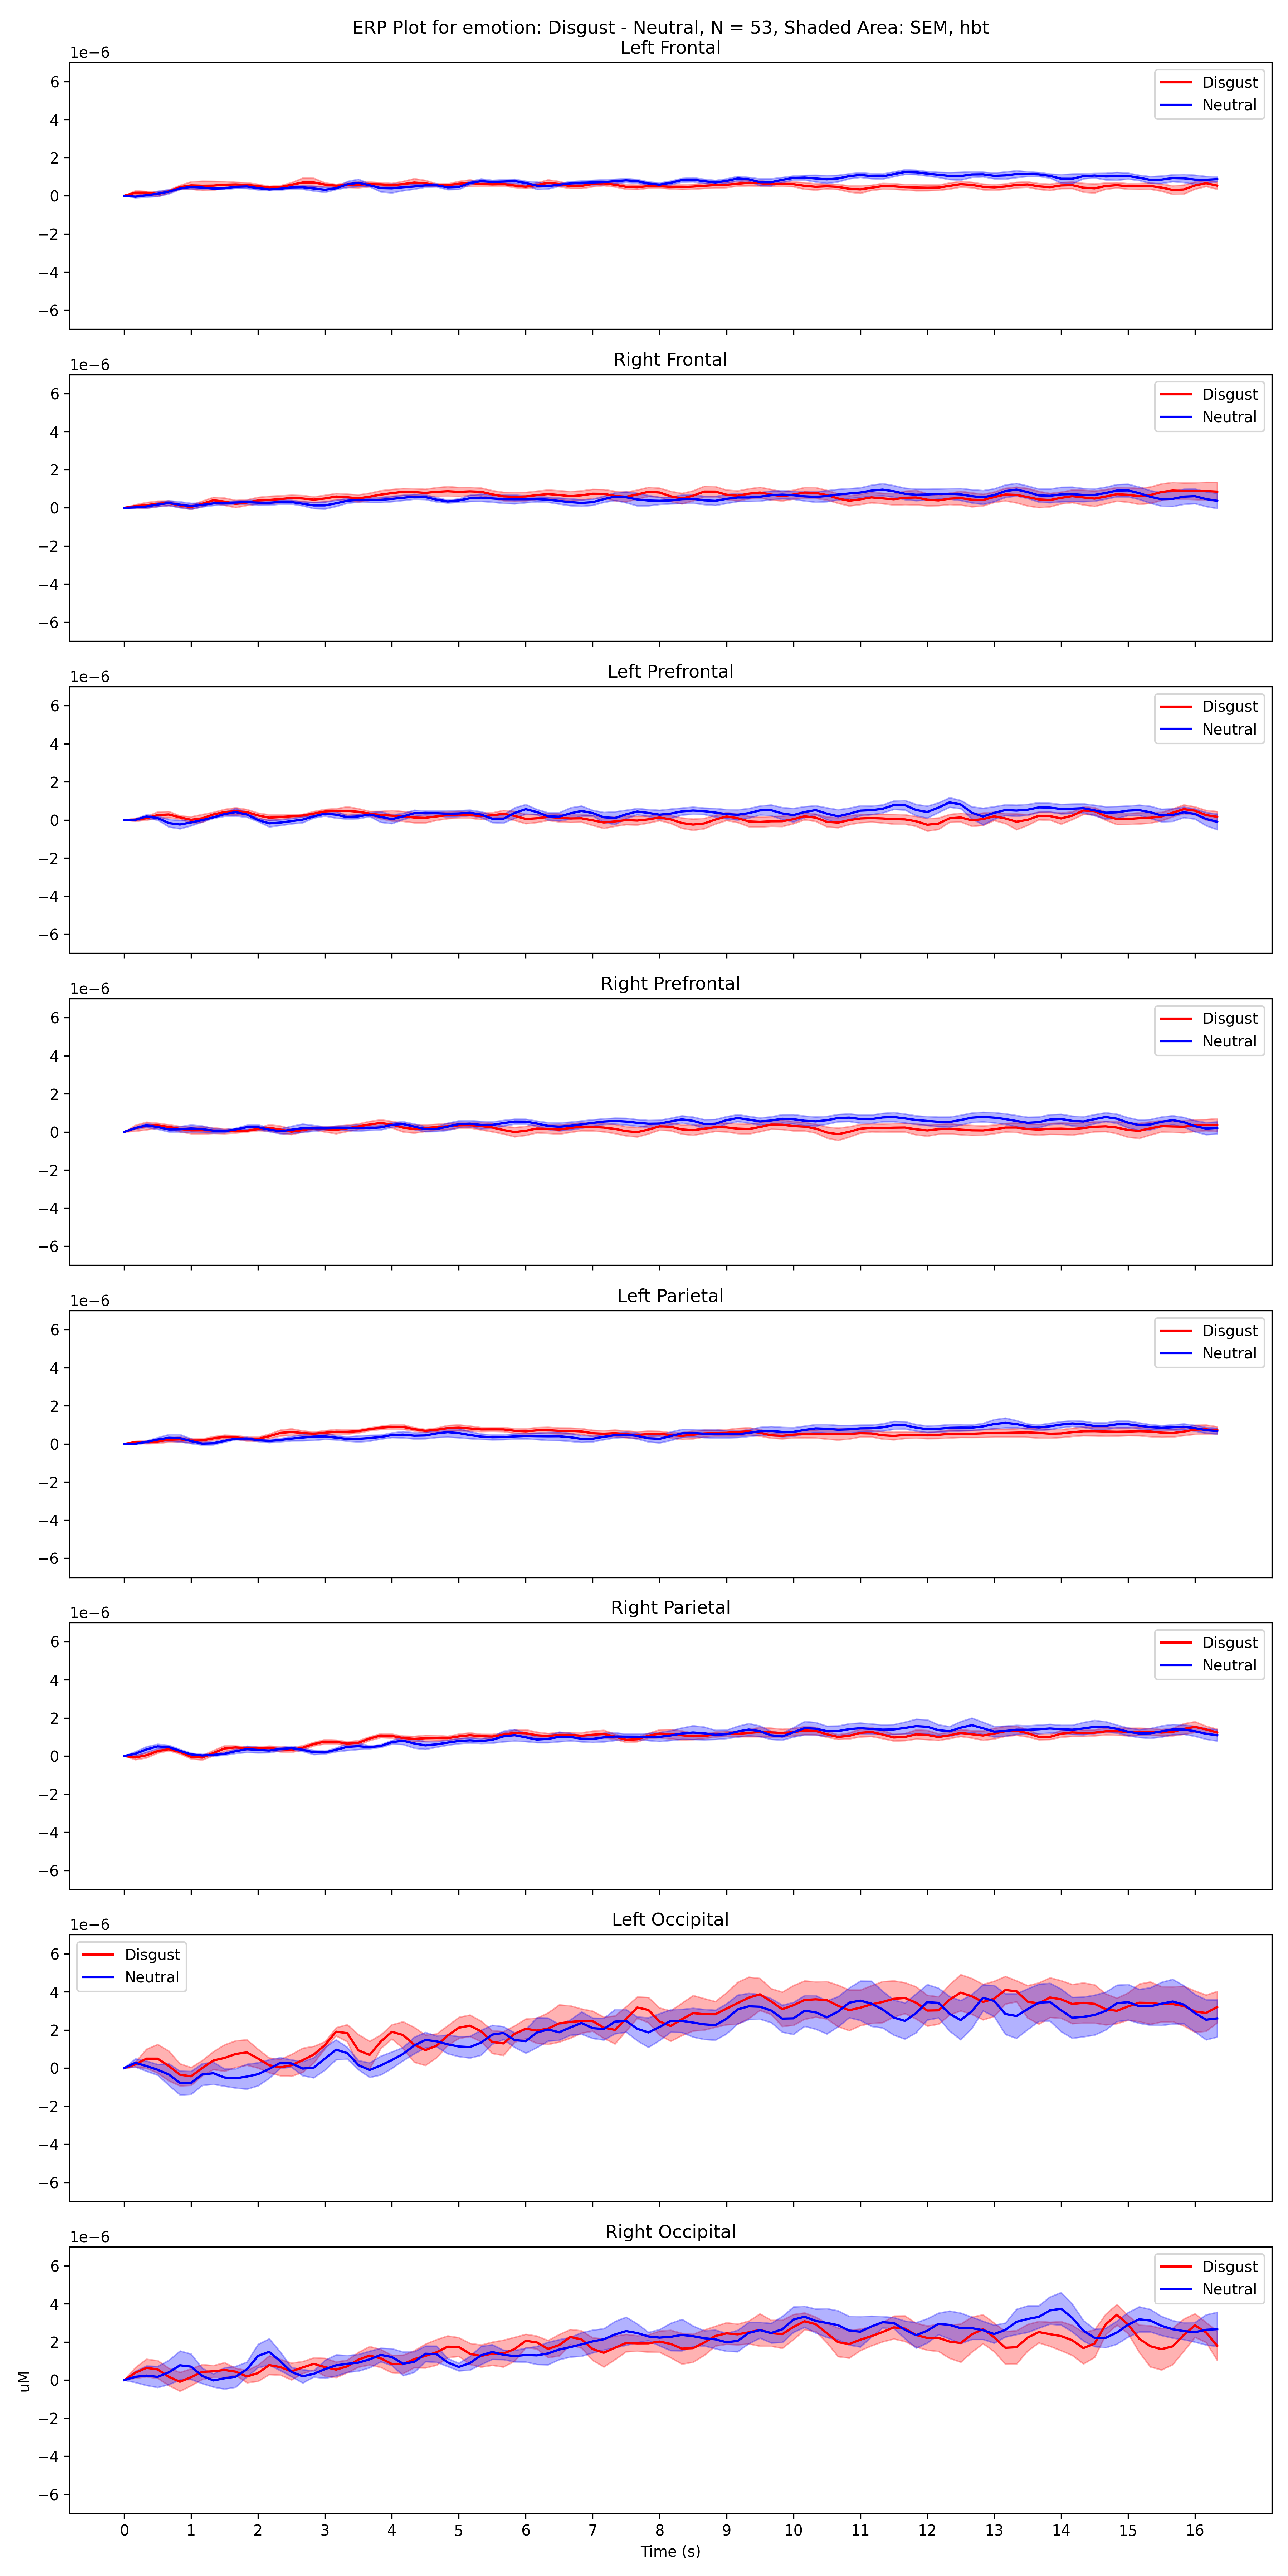 ERP Plot for emotion: Disgust - Neutral, N = 53, Shaded Area: SEM, hbt
Left Frontal
1e−6
6
4
2
0
−2
−4
−6
Disgust
Neutral
Right Frontal
1e−6
6
4
2
0
−2
−4
−6
Disgust
Neutral
Left Prefrontal
1e−6
6
4
2
0
−2
−4
−6
Disgust
Neutral
Right Prefrontal
1e−6
6
4
2
0
−2
−4
−6
Disgust
Neutral
Left Parietal
1e−6
6
4
2
0
−2
−4
−6
Disgust
Neutral
Right Parietal
1e−6
6
4
2
0
−2
−4
−6
Disgust
Neutral
Left Occipital
1e−6
6
4
2
0
−2
−4
−6
Disgust
Neutral
Right Occipital
1e−6
6
4
2
0
−2
−4
−6
Disgust
Neutral
uM
0 1 2 3 4 5 6 7 8 9 10 11 12 13 14 15 16
Time (s)